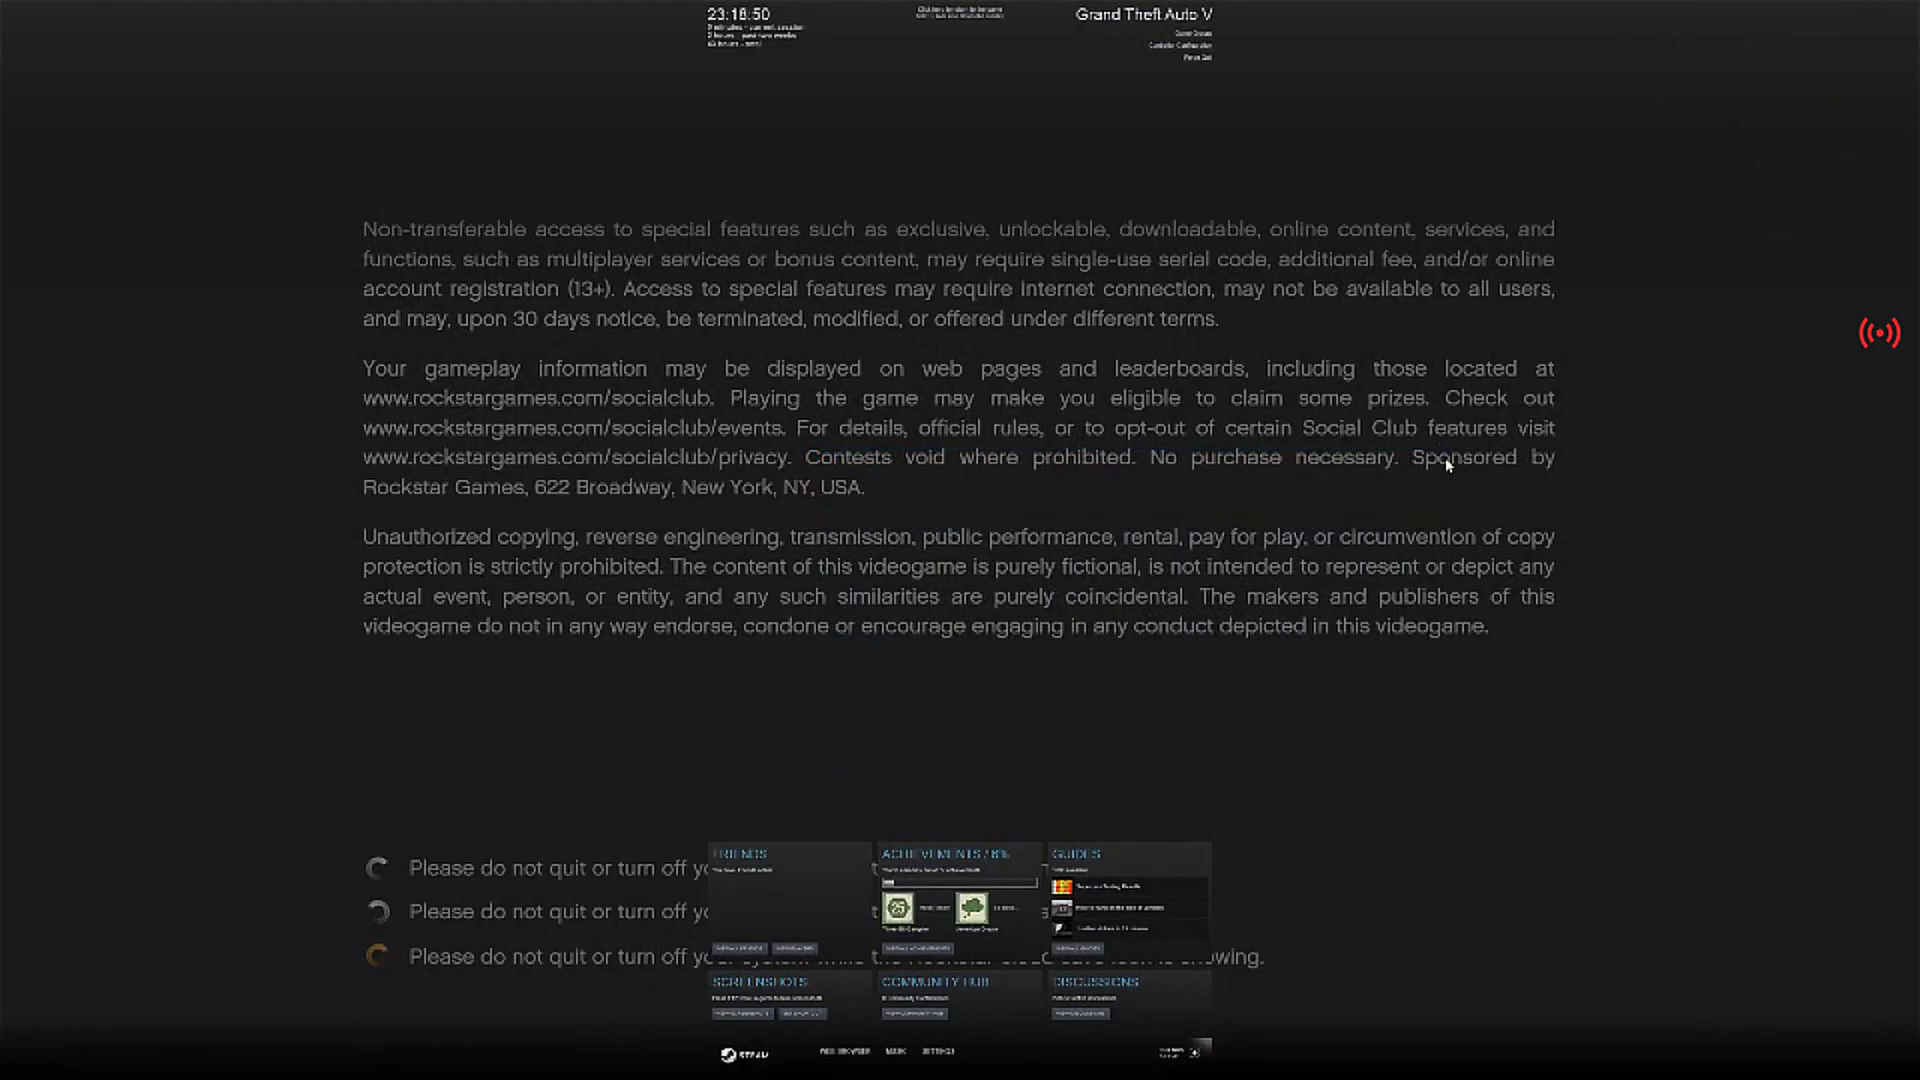 23:18:50
Grand Theft Auto V
Non-transferable access to special features such as exclusive, unlockable, downloadable, online content, services, and
functions, such as multiplayer services or bonus content, may require single-use serial code, additional fee, and/or online
account registration (13+). Access to special features may require internet connection, may not be available to all users,
and may, upon 30 days notice, be terminated, modified, or offered under different terms.
Your gameplay information may be displayed on web pages and leaderboards, including those located at
www.rockstargames.com/socialclub. Playing the game may make you eligible to claim some prizes. Check out
www.rockstargames.com/socialclub/events. For details, official rules, or to opt-out of certain Social Club features visit
www.rockstargames.com/socialclub/privacy. Contests void where prohibited. No purchase necessary. Sponsored by
Rockstar Games, 622 Broadway, New York, NY, USA.
Unauthorized copying, reverse engineering, transmission, public performance, rental, pay for play, or circumvention of copy
protection is strictly prohibited. The content of this videogame is purely fictional, is not intended to represent or depict any
actual event, person, or entity, and any such similarities are purely coincidental. The makers and publishers of this
videogame do not in any way endorse, condone or encourage engaging in any conduct depicted in this videogame.
FRIENDS
ACHIEVEMENTS
GUIDES
Please do not quit or turn off
Please do not quit or turn off
Please do not quit or turn off
SCREENSHOTS
COMMUNITY HUB
DISCUSSIONS
STEAM
WEB BROWSER
MUSIC
SETTINGS